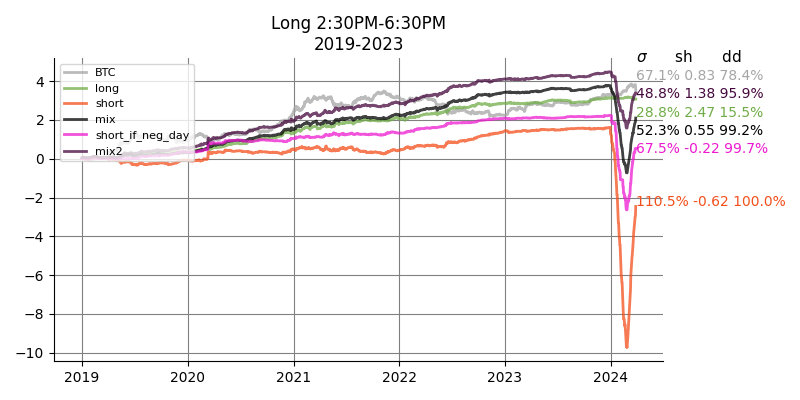 Long 2:30PM-6:30PM
2019-2023
σ sh dd
BTC
long
short
mix
short_if_neg_day
mix2
67.1% 0.83 78.4%
48.8% 1.38 95.9%
28.8% 2.47 15.5%
52.3% 0.55 99.2%
67.5% -0.22 99.7%
110.5% -0.62 100.0%
4
2
0
−2
−4
−6
−8
−10
2019 2020 2021 2022 2023 2024